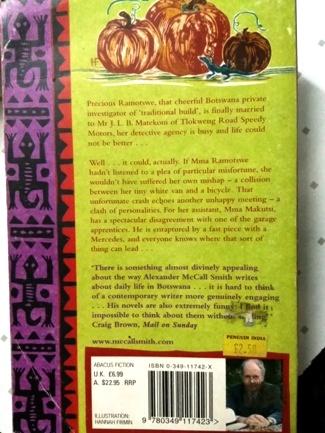 Precious Ramotswe, that cheerful Botswana private
investigator of 'traditional build', is finally married
to Mr J. L. B. Matekoni of Tlokweng Road Speedy
Motors, her detective agency is busy and life could
not be better . . .
Well . . . it could, actually. If Mma Ramotswe
hadn't listened to a plea of particular misfortune, she
wouldn't have suffered her own mishap – a collision
between her tiny white van and a bicycle. That
unfortunate crash echoes another unhappy meeting – a
clash of personalities. For her assistant, Mma Makutsi,
has a spectacular disagreement with one of the garage
apprentices. He is enraptured by a fast piece with a
Mercedes, and everyone knows where that sort of
thing can lead . . .
'There is something almost divinely appealing
about the way Alexander McCall Smith writes
about daily life in Botswana . . . it is hard to think
of a contemporary writer more genuinely engaging
. . . His novels are also extremely funny: I find it
impossible to think about them without
Craig Brown, Mail on Sunday
www.mccallsmith.com
PENGUIN INDIA
£2.50
ABACUS FICTION
U.K. £6.99
A. $22.95 RRP
ISBN 0-349-11742-X
9 780349 117423 >
ILLUSTRATION:
HANNAH FIRMIN